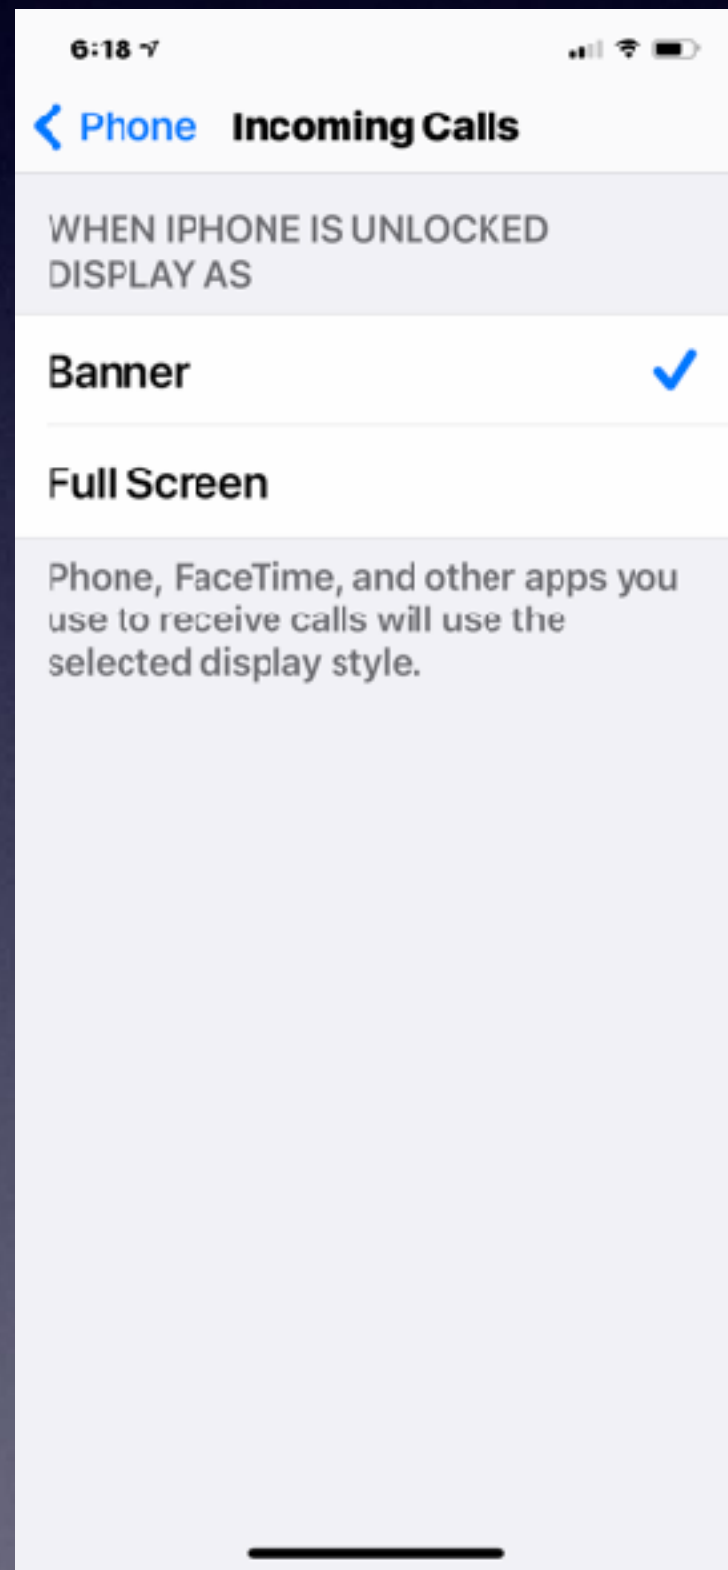 6:18
Phone Incoming Calls
WHEN IPHONE IS UNLOCKED
DISPLAY AS
Banner
Full Screen
Phone, FaceTime, and other apps you
use to receive calls will use the
selected display style.